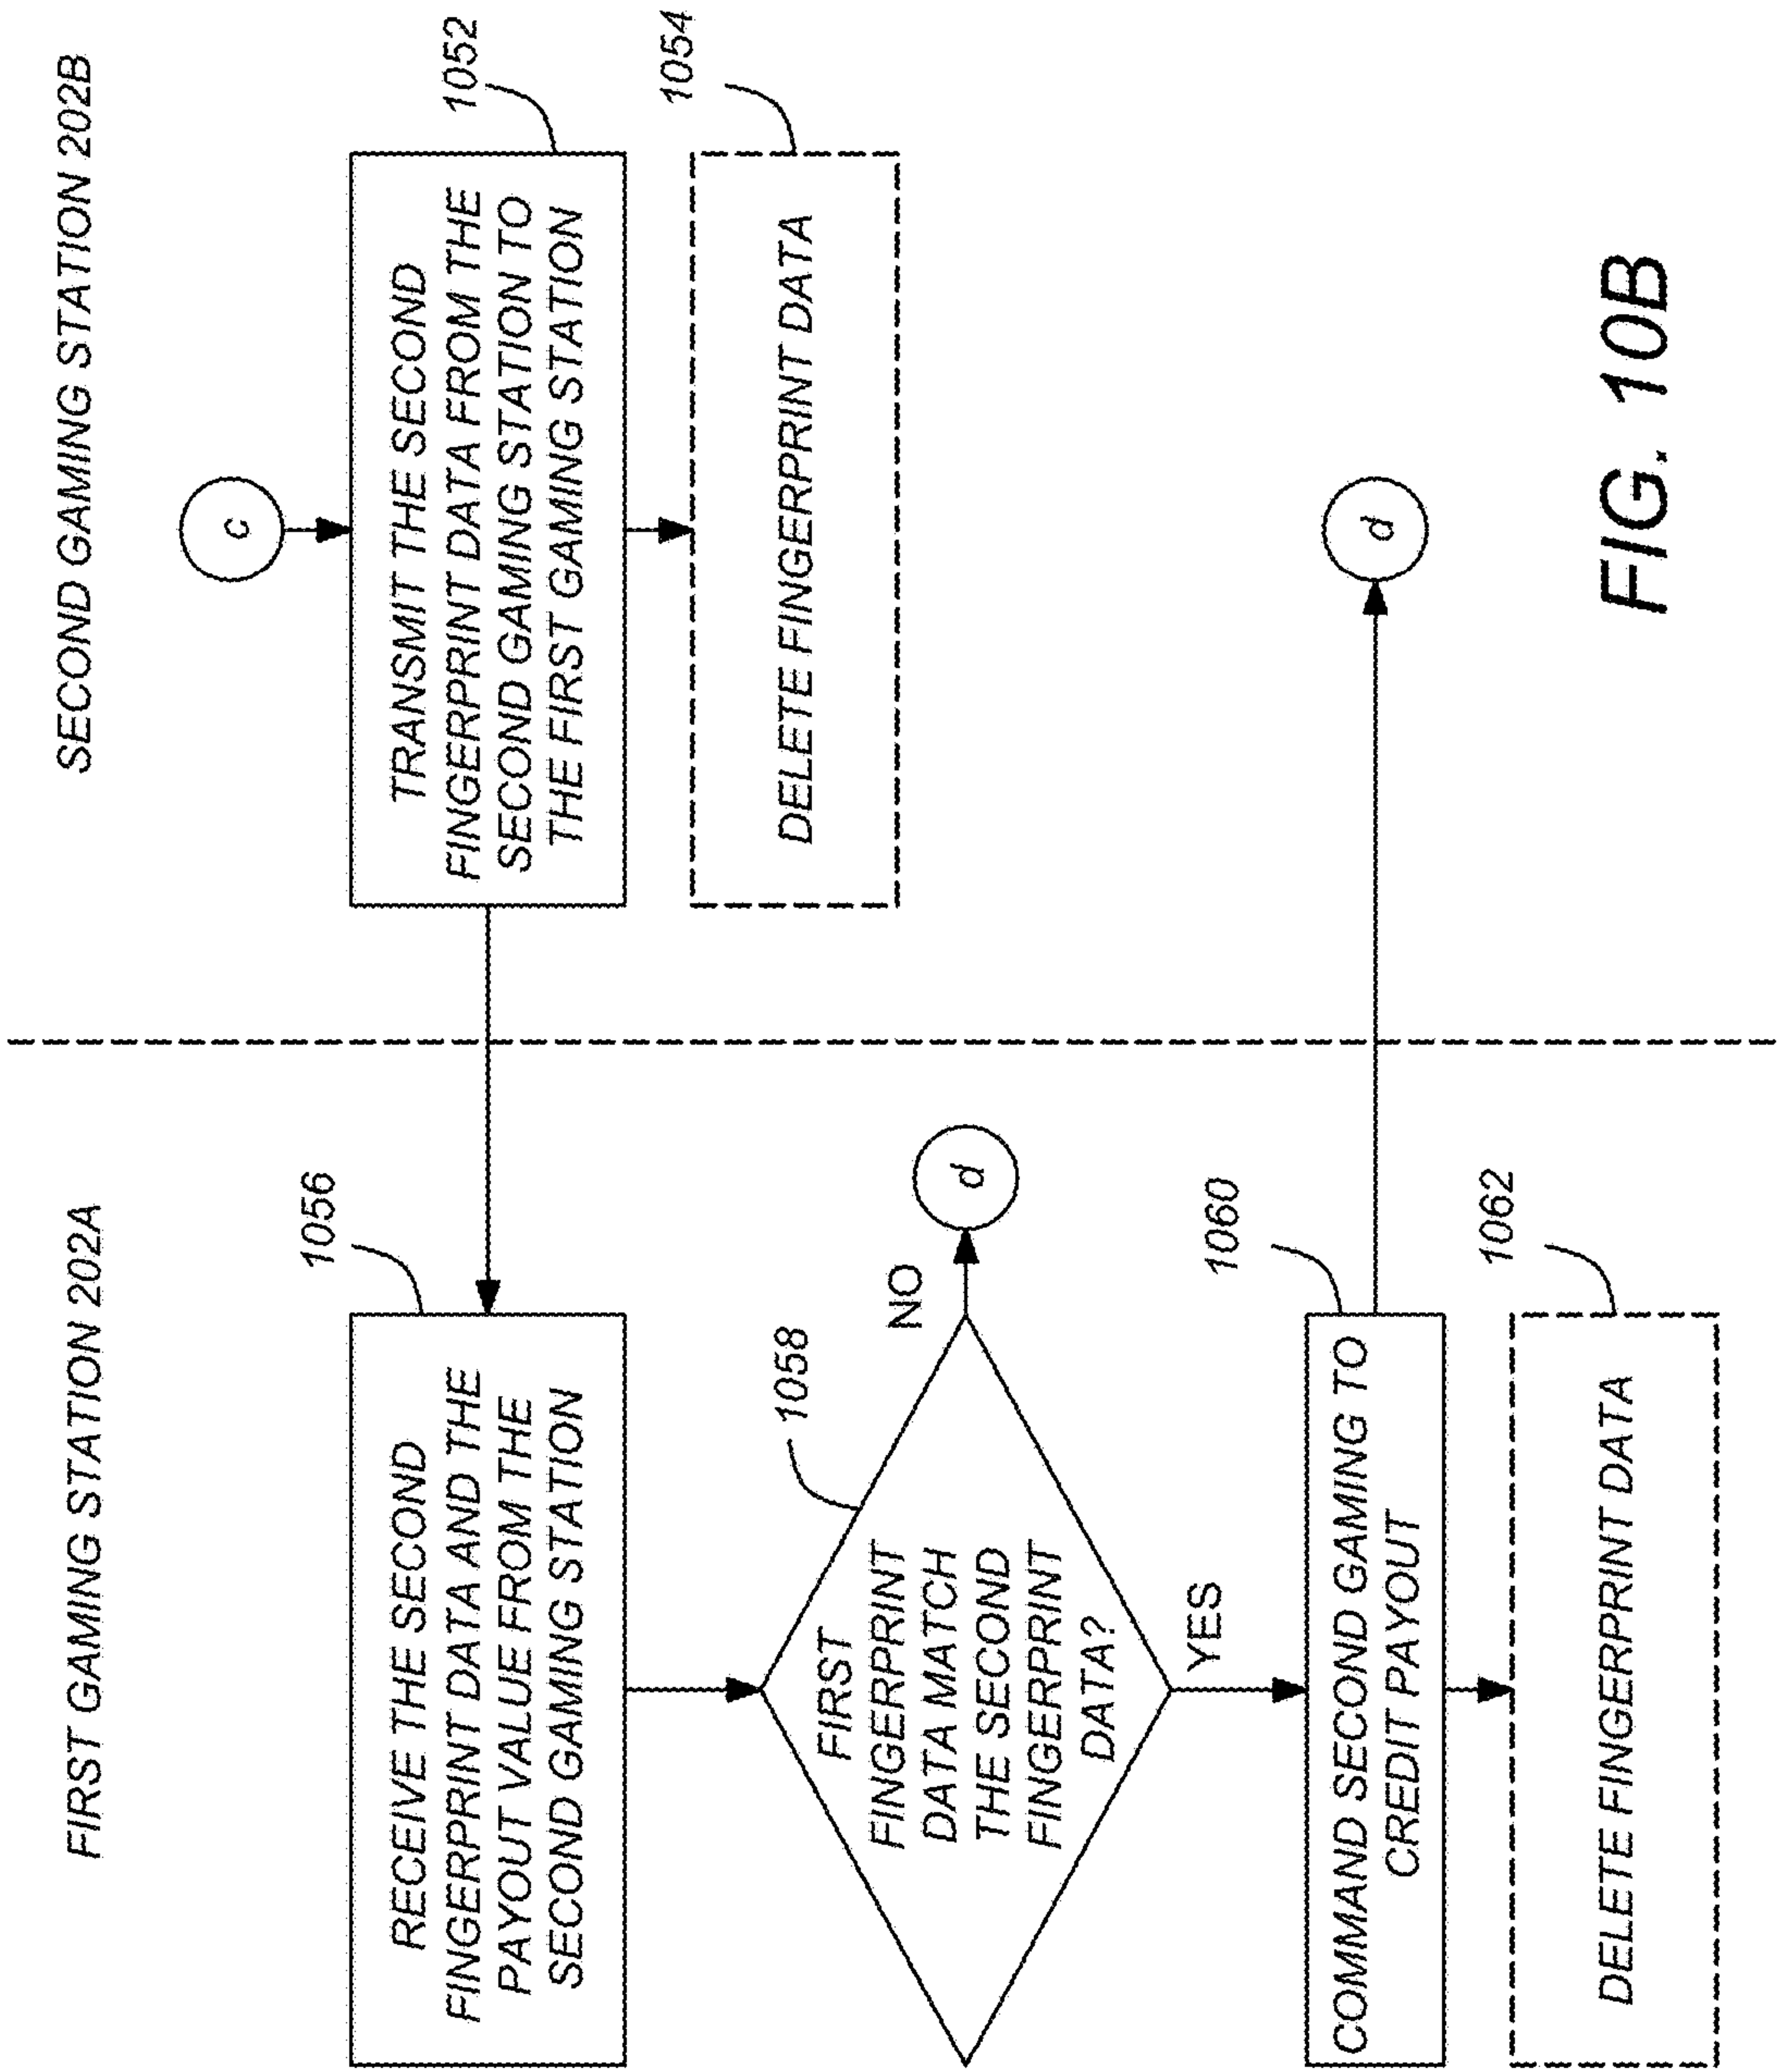 FIRST GAMING STATION 202A
SECOND GAMING STATION 202B
c
1052
TRANSMIT THE SECOND
FINGERPRINT DATA FROM THE
SECOND GAMING STATION TO
THE FIRST GAMING STATION
1054
DELETE FINGERPRINT DATA
1056
RECEIVE THE SECOND
FINGERPRINT DATA AND THE
PAYOUT VALUE FROM THE
SECOND GAMING STATION
1058
FIRST
FINGERPRINT
DATA MATCH
THE SECOND
FINGERPRINT
DATA?
NO
d
YES
1060
COMMAND SECOND GAMING TO
CREDIT PAYOUT
d
1062
DELETE FINGERPRINT DATA
FIG. 10B